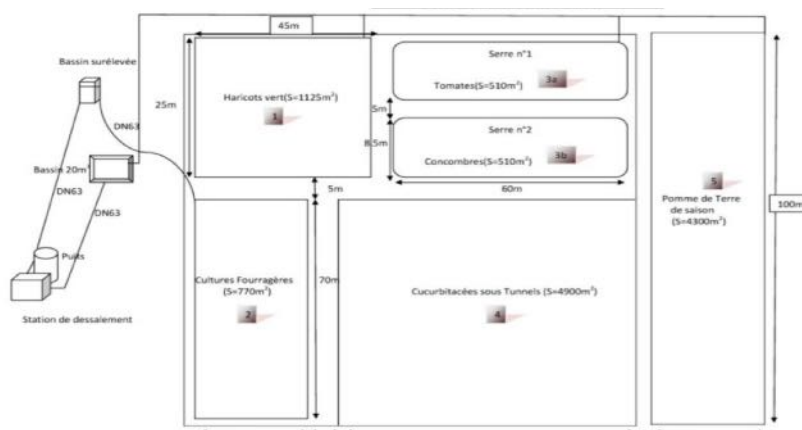 45m
Bassin surélevée
Serre n°1
Haricots vert(S=1125m²)
Tomates(S=510m²)
3a
25m
1
5m
DN63
8.5m
Serre n°2
Bassin 20m³
Concombres(S=510m²)
3b
5
5m
60m
DN63
DN63
Pomme de Terre
de saison
(S=4300m²)
100m
Puits
Cultures Fourragères
(S=770m²)
70m
Cucurbitacées sous Tunnels (S=4900m²)
2
4
Station de dessalement